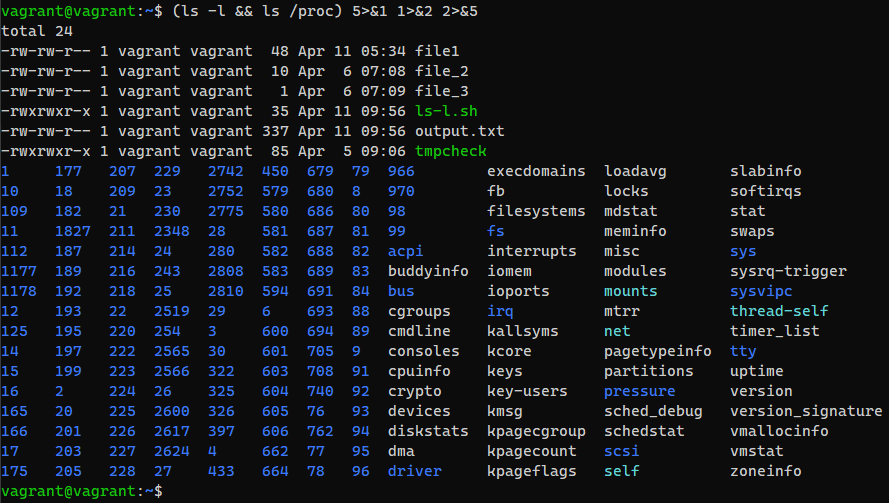 vagrant@vagrant:~$ (ls -l && ls /proc) 5>&1 1>&2 2>&5
total 24
-rw-rw-r-- 1 vagrant vagrant  48 Apr 11 05:34 file1
-rw-rw-r-- 1 vagrant vagrant  10 Apr  6 07:08 file_2
-rw-rw-r-- 1 vagrant vagrant   1 Apr  6 07:09 file_3
-rwxrwxr-x 1 vagrant vagrant  35 Apr 11 09:56 ls-l.sh
-rw-rw-r-- 1 vagrant vagrant 337 Apr 11 09:56 output.txt
-rwxrwxr-x 1 vagrant vagrant  85 Apr  5 09:06 tmpcheck
1     177   207  229   2742  450  679  79  966        execdomains  loadavg       slabinfo
10    18    209  23    2752  579  680  8   970        fb           locks         softirqs
109   182   21   230   2775  580  686  80  98         filesystems  mdstat        stat
11    1827  211  2348  28    581  687  81  99         fs           meminfo       swaps
112   187   214  24    280   582  688  82  acpi       interrupts   misc          sys
1177  189   216  243   2808  583  689  83  buddyinfo  iomem        modules       sysrq-trigger
1178  192   218  25    2810  594  691  84  bus        ioports      mounts        sysvipc
12    193   22   2519  29    6    693  88  cgroups    irq          mtrr          thread-self
125   195   220  254   3     600  694  89  cmdline    kallsyms     net           timer_list
14    197   222  2565  30    601  705  9   consoles   kcore        pagetypeinfo  tty
15    199   223  2566  322   603  708  91  cpuinfo    keys         partitions    uptime
16    2     224  26    325   604  740  92  crypto     key-users    pressure      version
165   20    225  2600  326   605  76   93  devices    kmsg         sched_debug   version_signature
166   201   226  2617  397   606  762  94  diskstats  kpagecgroup  schedstat     vmallocinfo
17    203   227  2624  4     662  77   95  dma        kpagecount   scsi          vmstat
175   205   228  27    433   664  78   96  driver     kpageflags   self          zoneinfo
vagrant@vagrant:~$